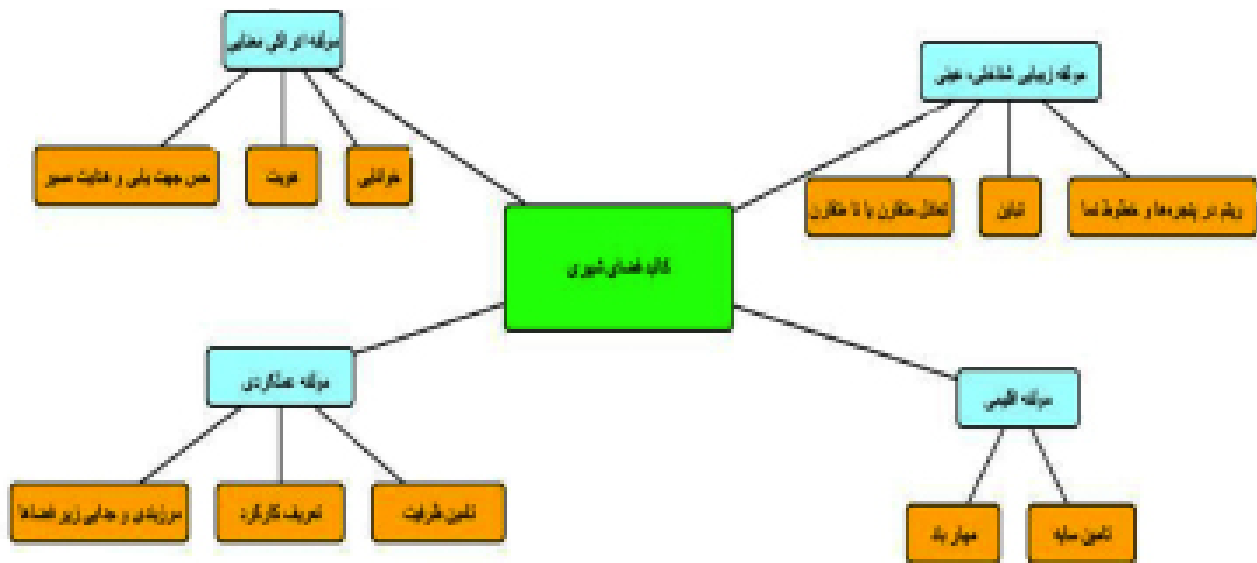 مولفه ادراکی معنایی
مولفه زیبایی شناختی، عینی
حس جهت یابی و هدایت مسیر
هویت
خوانایی
تعادل متقارن یا نا متقارن
تباین
ریتم در پنجره‌ها و خطوط نما
کالبد فضای شهری
مولفه عملکردی
مولفه اقلیمی
مرزبندی و جدایی زیر فضاها
تعریف کارکرد
تامین ظرفیت
مهار باد
تامین سایه